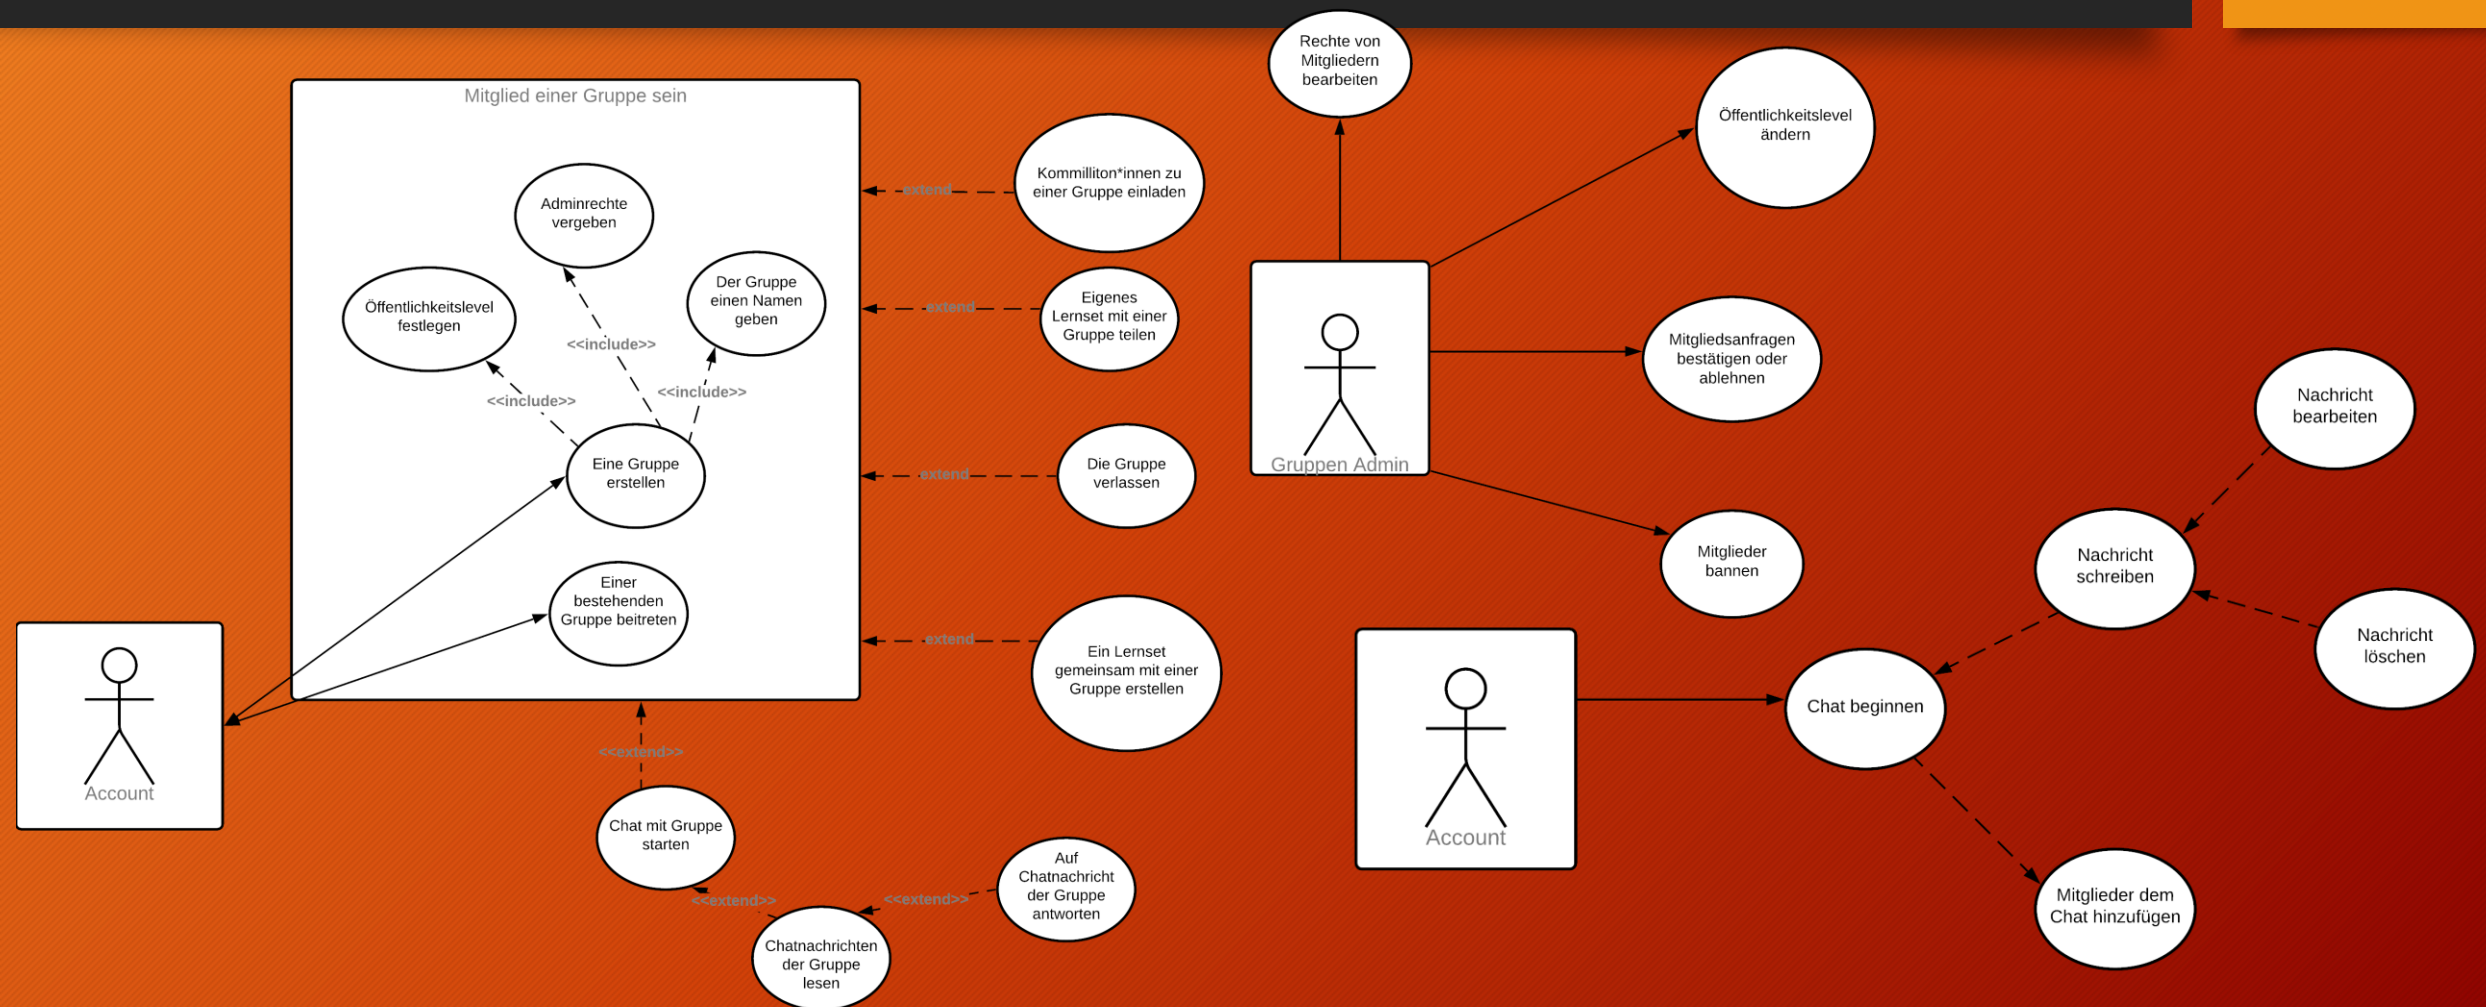 Mitglied einer Gruppe sein
Adminrechte
vergeben
Öffentlichkeitslevel
festlegen
Der Gruppe
einen Namen
geben
<<include>>
<<include>>
<<include>>
Eine Gruppe
erstellen
Einer
bestehenden
Gruppe beitreten
Account
extend
Kommilliton*innen zu
einer Gruppe einladen
extend
Eigenes
Lernset mit einer
Gruppe teilen
extend
Die Gruppe
verlassen
extend
Ein Lernset
gemeinsam mit einer
Gruppe erstellen
<<extend>>
Chat mit Gruppe
starten
<<extend>>
<<extend>>
Chatnachrichten
der Gruppe
lesen
Auf
Chatnachricht
der Gruppe
antworten
Rechte von
Mitgliedern
bearbeiten
Öffentlichkeitslevel
ändern
Gruppen Admin
Mitgliedsanfragen
bestätigen oder
ablehnen
Mitglieder
bannen
Account
Chat beginnen
Nachricht
schreiben
Nachricht
bearbeiten
Nachricht
löschen
Mitglieder dem
Chat hinzufügen